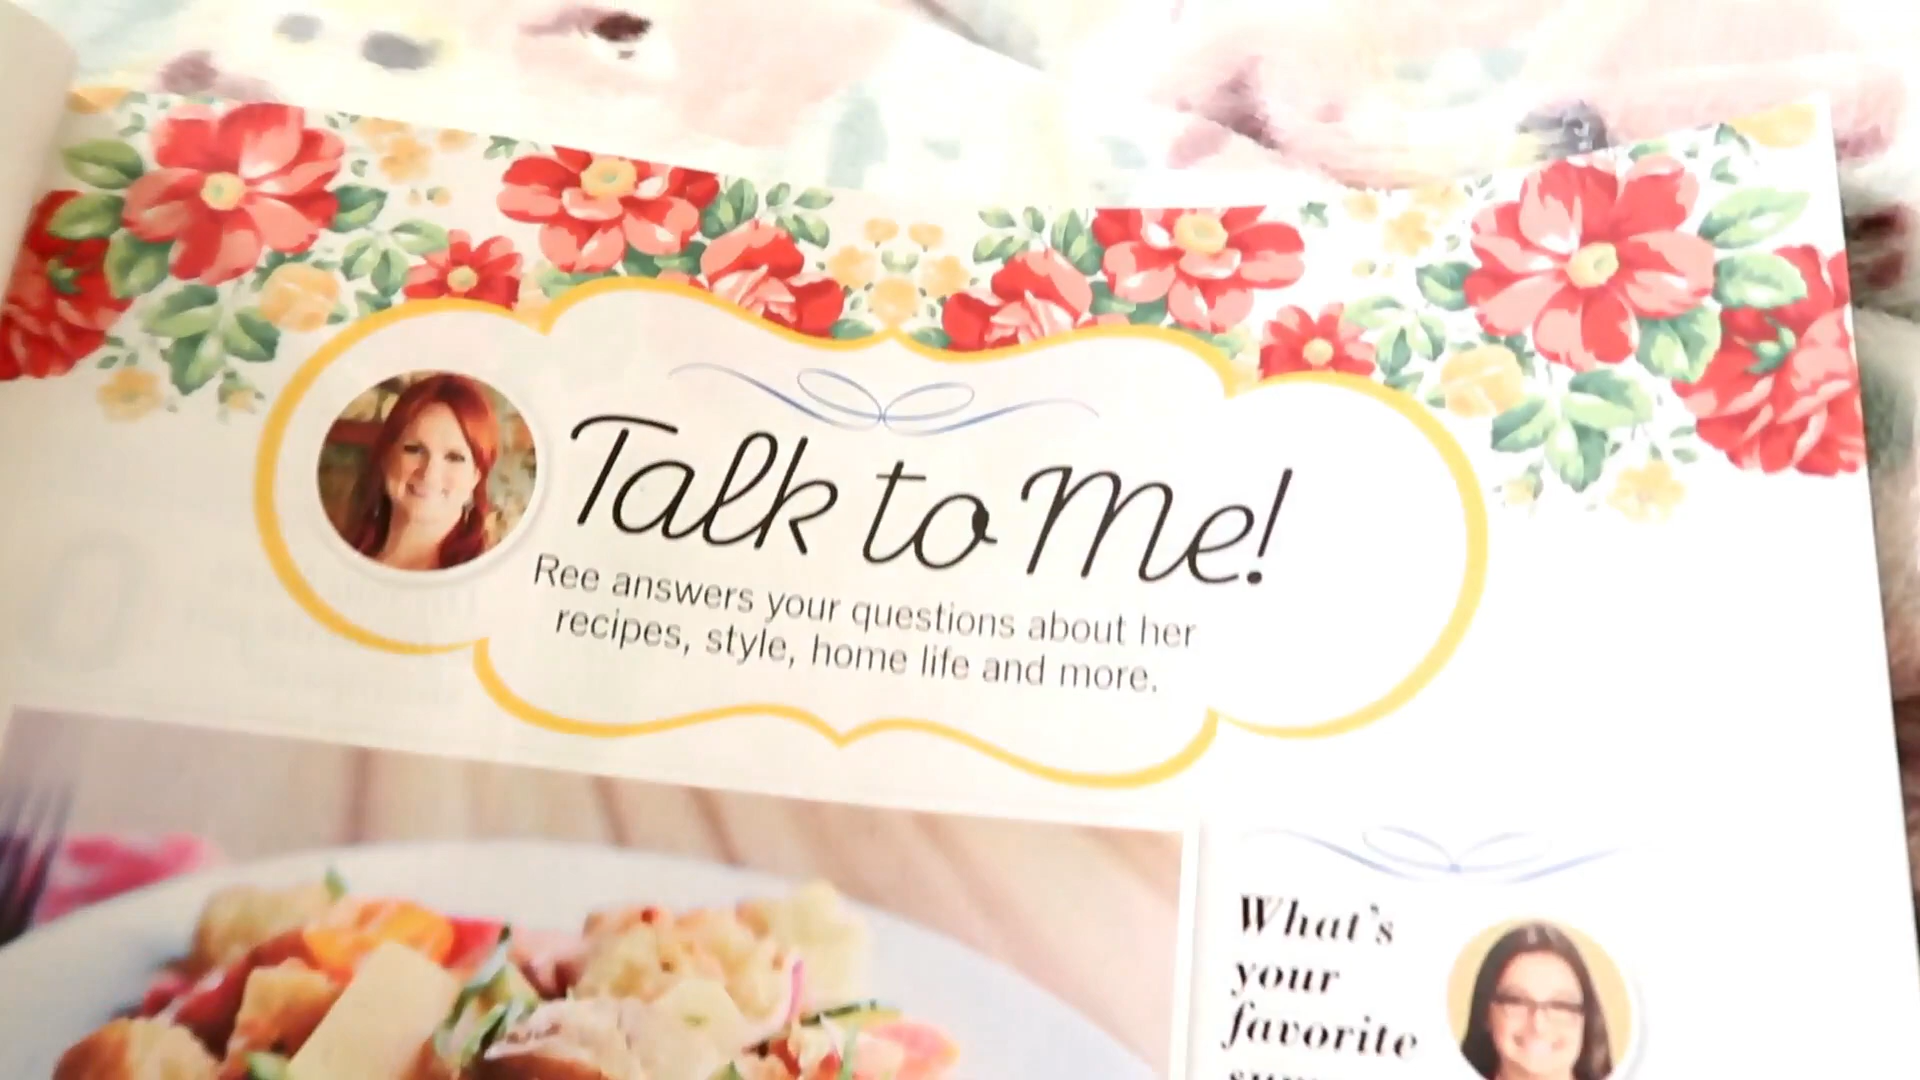 Talk to Me!
Ree answers your questions about her
recipes, style, home life and more.
What's
your
favorite